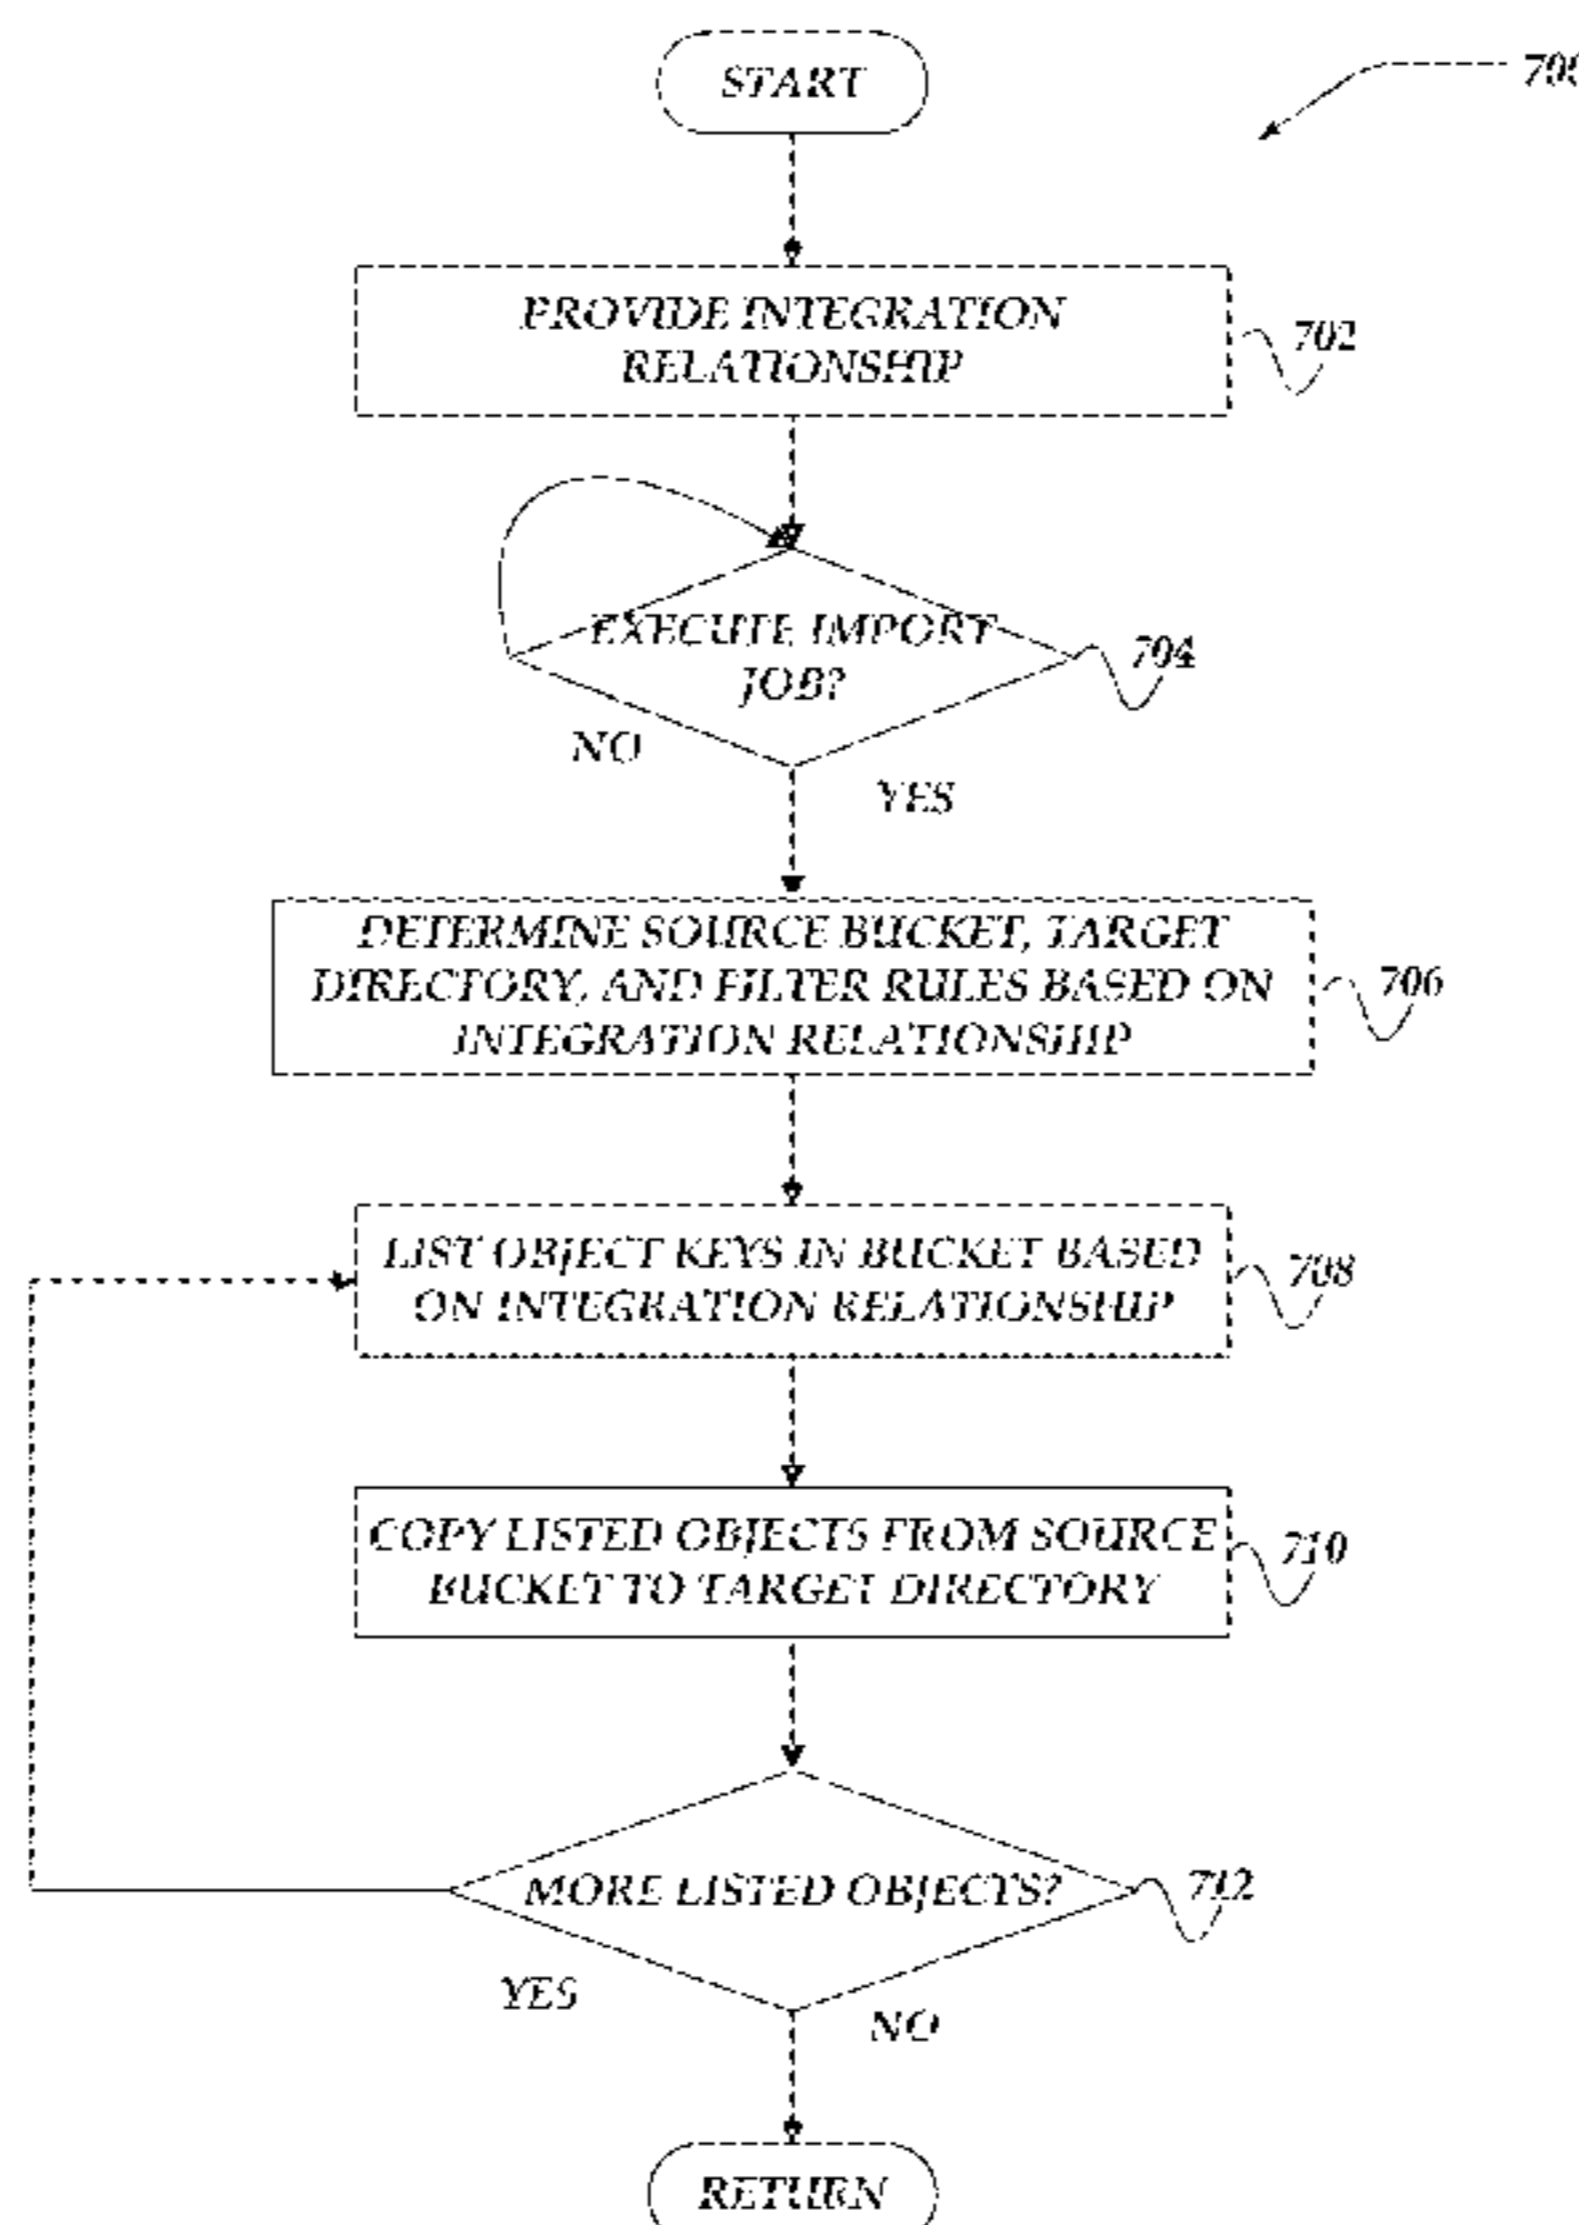 START
700
PROVIDE INTEGRATION
RELATIONSHIP
702
EXECUTE IMPORT
JOB?
704
NO
YES
DETERMINE SOURCE BUCKET, TARGET
DIRECTORY, AND FILTER RULES BASED ON
INTEGRATION RELATIONSHIP
706
LIST OBJECT KEYS IN BUCKET BASED
ON INTEGRATION RELATIONSHIP
708
COPY LISTED OBJECTS FROM SOURCE
BUCKET TO TARGET DIRECTORY
710
MORE LISTED OBJECTS?
712
YES
NO
RETURN